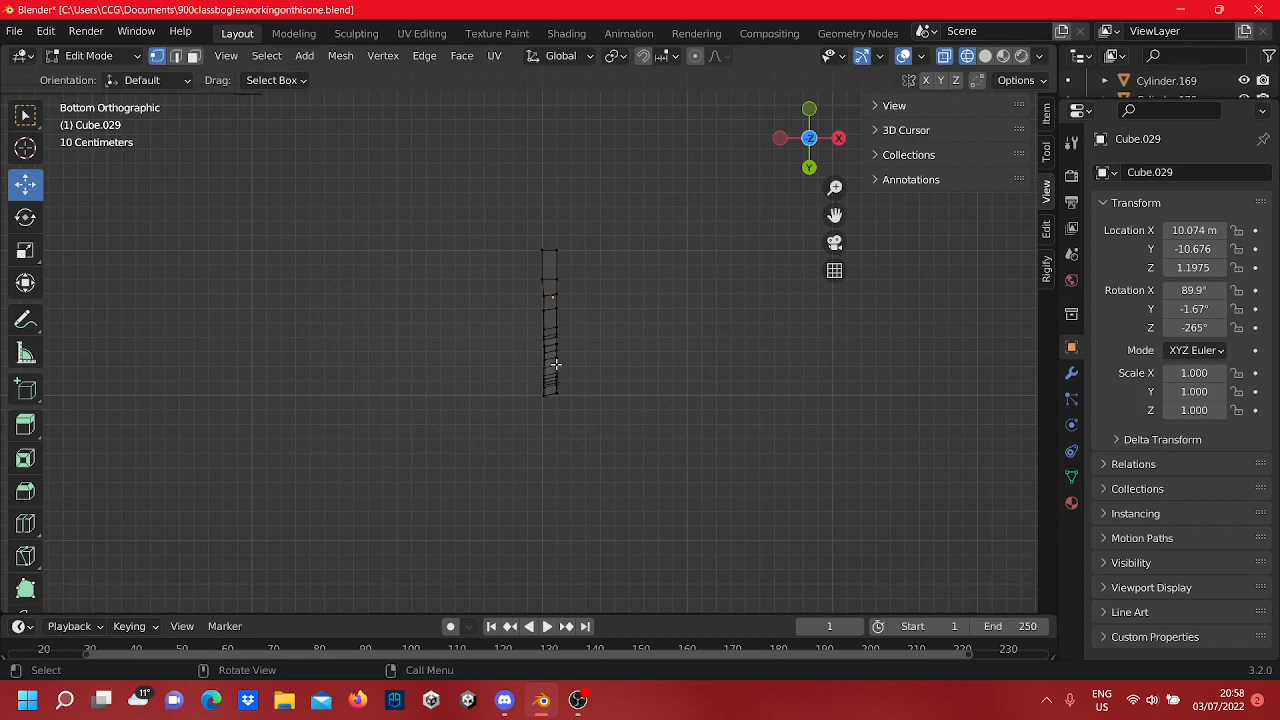 Blender* [C:\Users\CCG\Documents\900classbogiesworkingonthisone.blend]
File Edit Render Window Help Layout Modeling Sculpting UV Editing Texture Paint Shading Animation Rendering Compositing Geometry Nodes Scene ViewLayer
Edit Mode View Select Add Mesh Vertex Edge Face UV Global
Orientation: Default Drag: Select Box X Y Z Options
Cylinder.169
Bottom Orthographic
(1) Cube.029
10 Centimeters
View
3D Cursor
Collections
Annotations
Item
Tool
View
Edit
Rigify
-Z X
Y
Cube.029
Cube.029
Transform
Location X 10.074 m
Y -10.676
Z 1.1975
Rotation X 89.9°
Y -1.67°
Z -265°
Mode XYZ Euler
Scale X 1.000
Y 1.000
Z 1.000
Delta Transform
Relations
Collections
Instancing
Motion Paths
Visibility
Viewport Display
Line Art
Custom Properties
Playback Keying View Marker 1 Start 1 End 250
20 50 60 70 80 90 100 110 120 130 140 150 160 170 180 190 200 210 220 230
Select Rotate View Call Menu 3.2.0
11° ENG US 20:58 03/07/2022 2